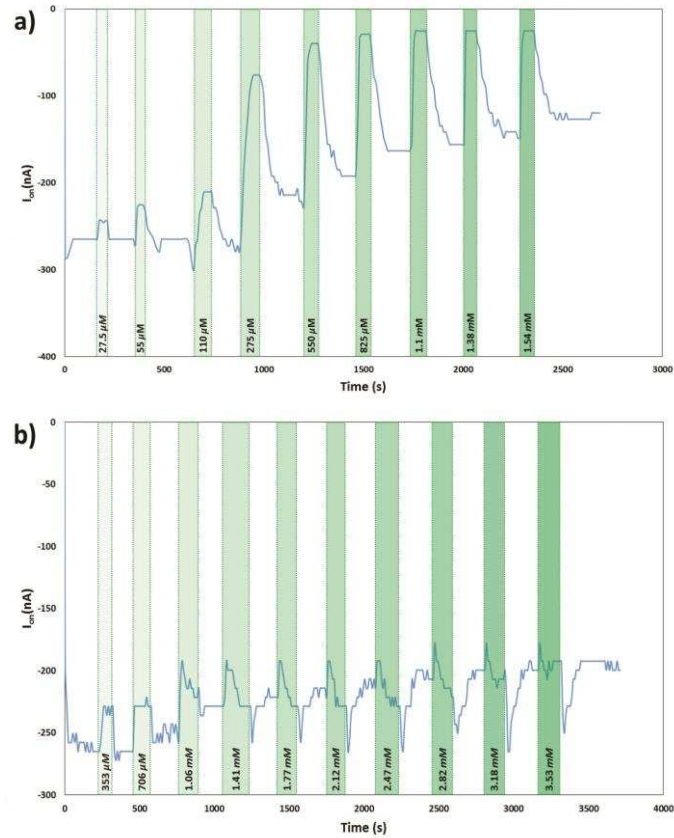 a)
0
-100
-200
-300
-400
I_on(nA)
27.5 µM
55 µM
110 µM
275 µM
550 µM
825 µM
1.1 mM
1.38 mM
1.54 mM
0 500 1000 1500 2000 2500 3000
Time (s)
b)
0
-50
-100
-150
-200
-250
-300
I_on(nA)
353 µM
706 µM
1.06 mM
1.41 mM
1.77 mM
2.12 mM
2.47 mM
2.82 mM
3.18 mM
3.53 mM
0 500 1000 1500 2000 2500 3000 3500 4000
Time (s)